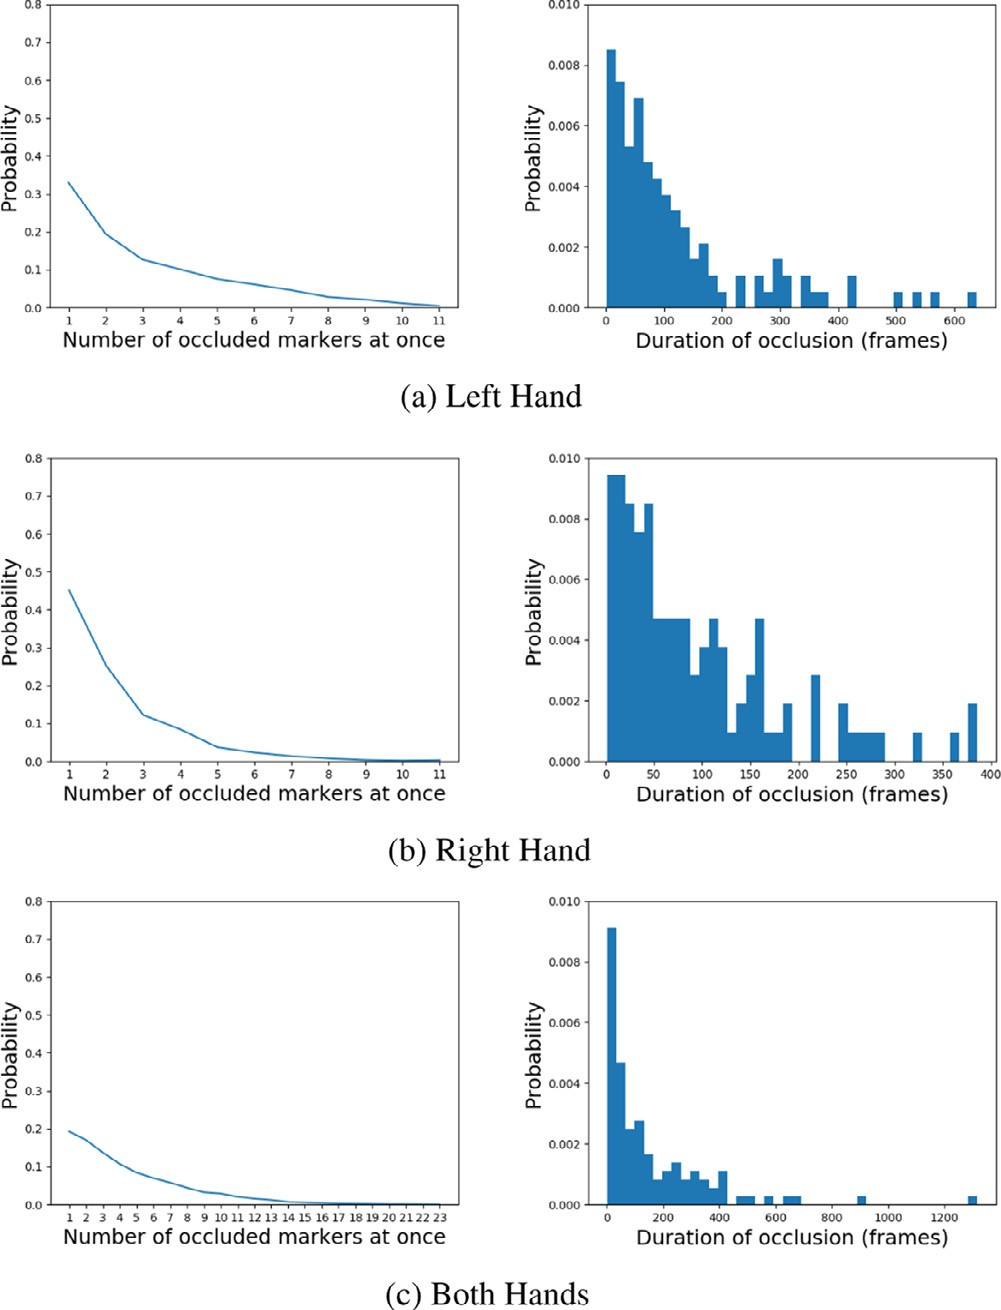 0.8
0.7
0.6
0.5
0.4
0.3
0.2
0.1
0.0
Probability
1 2 3 4 5 6 7 8 9 10 11
Number of occluded markers at once
0.010
0.008
0.006
0.004
0.002
0.000
Probability
0 100 200 300 400 500 600
Duration of occlusion (frames)
(a) Left Hand
0.8
0.7
0.6
0.5
0.4
0.3
0.2
0.1
0.0
Probability
1 2 3 4 5 6 7 8 9 10 11
Number of occluded markers at once
0.010
0.008
0.006
0.004
0.002
0.000
Probability
0 50 100 150 200 250 300 350 400
Duration of occlusion (frames)
(b) Right Hand
0.8
0.7
0.6
0.5
0.4
0.3
0.2
0.1
0.0
Probability
1 2 3 4 5 6 7 8 9 10 11 12 13 14 15 16 17 18 19 20 21 22 23
Number of occluded markers at once
0.010
0.008
0.006
0.004
0.002
0.000
Probability
0 200 400 600 800 1000 1200
Duration of occlusion (frames)
(c) Both Hands